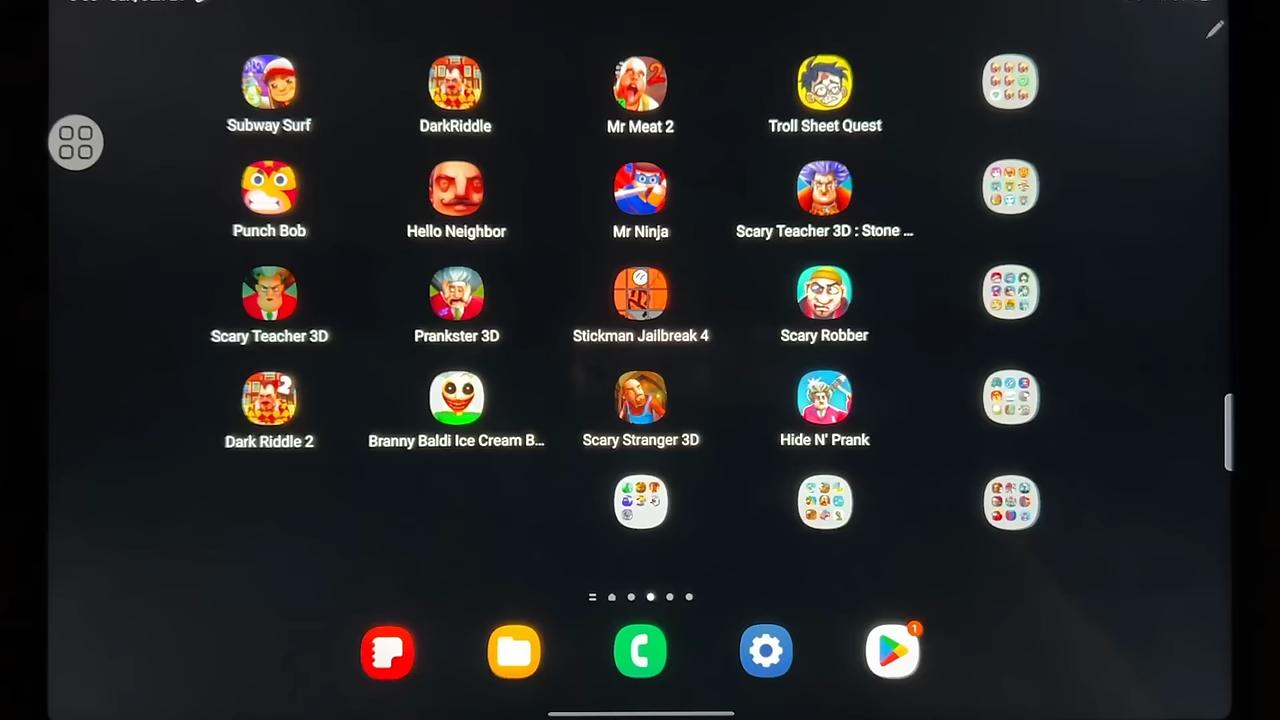 Subway Surf
DarkRiddle
Mr Meat 2
Troll Sheet Quest
Punch Bob
Hello Neighbor
Mr Ninja
Scary Teacher 3D : Stone ...
Scary Teacher 3D
Prankster 3D
Stickman Jailbreak 4
Scary Robber
2
Dark Riddle 2
Branny Baldi Ice Cream B...
Scary Stranger 3D
Hide N' Prank
1